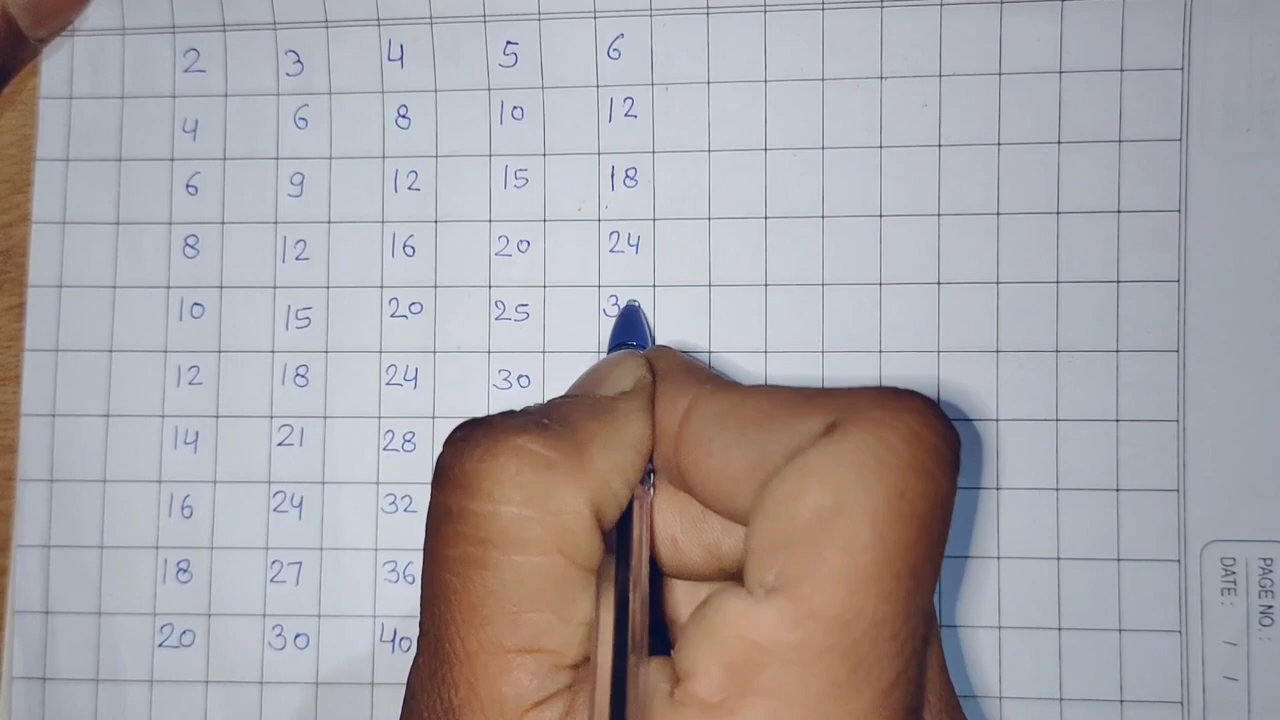 2 3 4 5 6
4 6 8 10 12
6 9 12 15 18
8 12 16 20 24
10 15 20 25 3
12 18 24 30
14 21 28
16 24 32
18 27 36
20 30 40
PAGE NO.:
DATE: / /